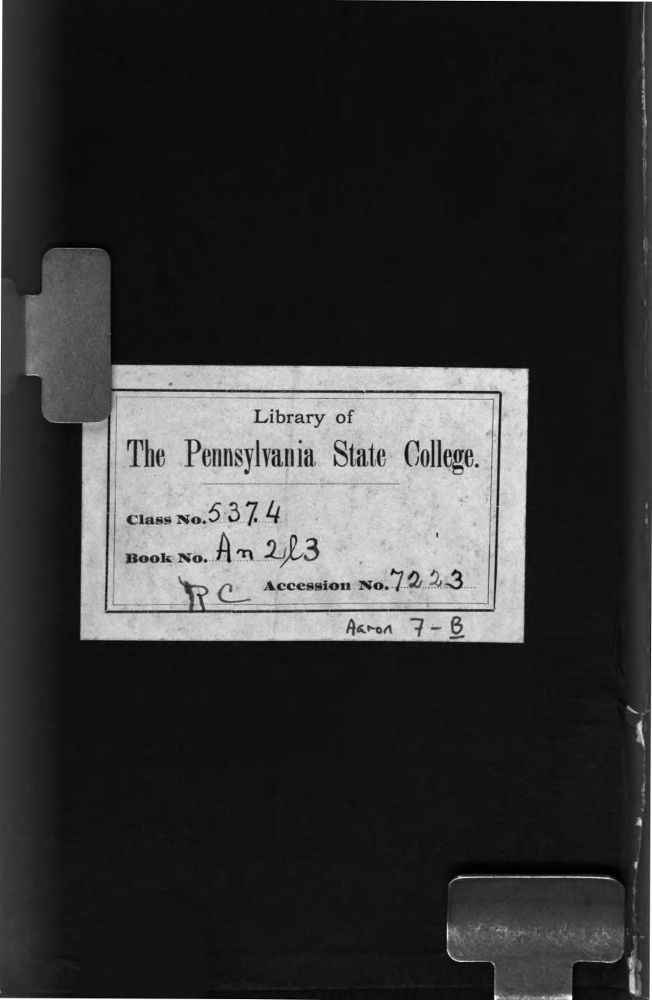 Library of
The Pennsylvania State College.
Class No. 537.4
Book No. An 2l3
RC Accession No. 7223
Aaron 7 - B